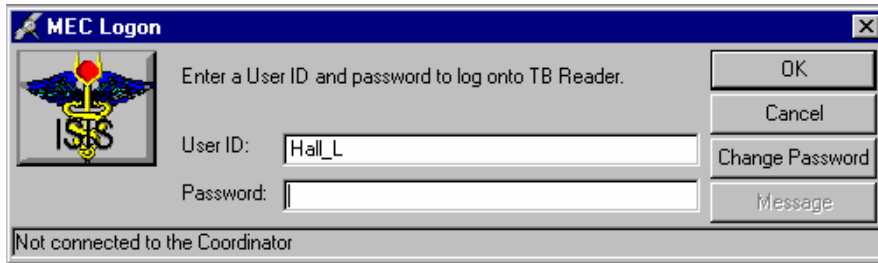 MEC Logon
Enter a User ID and password to log onto TB Reader.
OK
Cancel
ISIS
User ID: Hall_L
Change Password
Password:
Message
Not connected to the Coordinator